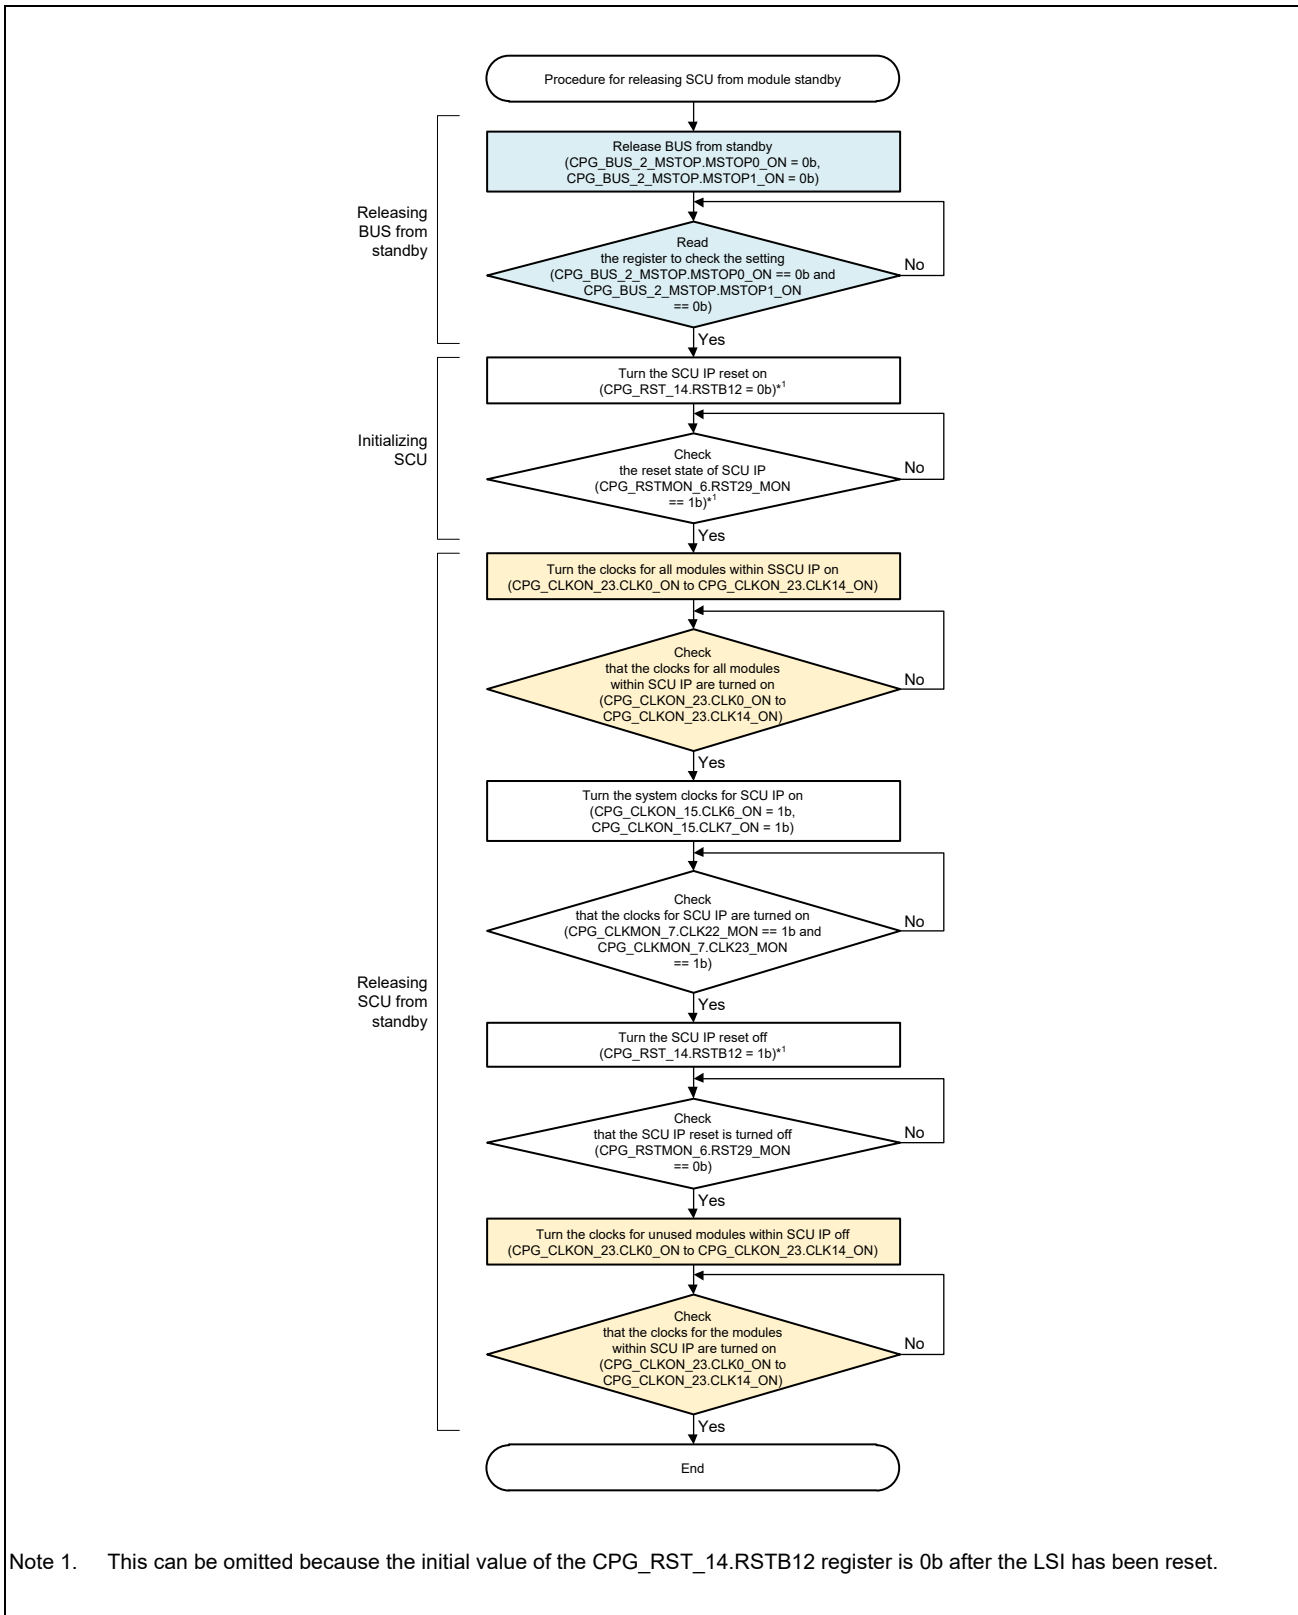 Procedure for releasing SCU from module standby
Release BUS from standby
(CPG_BUS_2_MSTOP.MSTOP0_ON = 0b,
CPG_BUS_2_MSTOP.MSTOP1_ON = 0b)
Releasing
BUS from
standby
Read
the register to check the setting
(CPG_BUS_2_MSTOP.MSTOP0_ON == 0b and
CPG_BUS_2_MSTOP.MSTOP1_ON
== 0b)
No
Yes
Turn the SCU IP reset on
(CPG_RST_14.RSTB12 = 0b)*1
Initializing
SCU
Check
the reset state of SCU IP
(CPG_RSTMON_6.RST29_MON
== 1b)*1
No
Yes
Turn the clocks for all modules within SSCU IP on
(CPG_CLKON_23.CLK0_ON to CPG_CLKON_23.CLK14_ON)
Check
that the clocks for all modules
within SCU IP are turned on
(CPG_CLKON_23.CLK0_ON to
CPG_CLKON_23.CLK14_ON)
No
Yes
Turn the system clocks for SCU IP on
(CPG_CLKON_15.CLK6_ON = 1b,
CPG_CLKON_15.CLK7_ON = 1b)
Check
that the clocks for SCU IP are turned on
(CPG_CLKMON_7.CLK22_MON == 1b and
CPG_CLKMON_7.CLK23_MON
== 1b)
No
Yes
Releasing
SCU from
standby
Turn the SCU IP reset off
(CPG_RST_14.RSTB12 = 1b)*1
Check
that the SCU IP reset is turned off
(CPG_RSTMON_6.RST29_MON
== 0b)
No
Yes
Turn the clocks for unused modules within SCU IP off
(CPG_CLKON_23.CLK0_ON to CPG_CLKON_23.CLK14_ON)
Check
that the clocks for the modules
within SCU IP are turned on
(CPG_CLKON_23.CLK0_ON to
CPG_CLKON_23.CLK14_ON)
No
Yes
End
Note 1. This can be omitted because the initial value of the CPG_RST_14.RSTB12 register is 0b after the LSI has been reset.